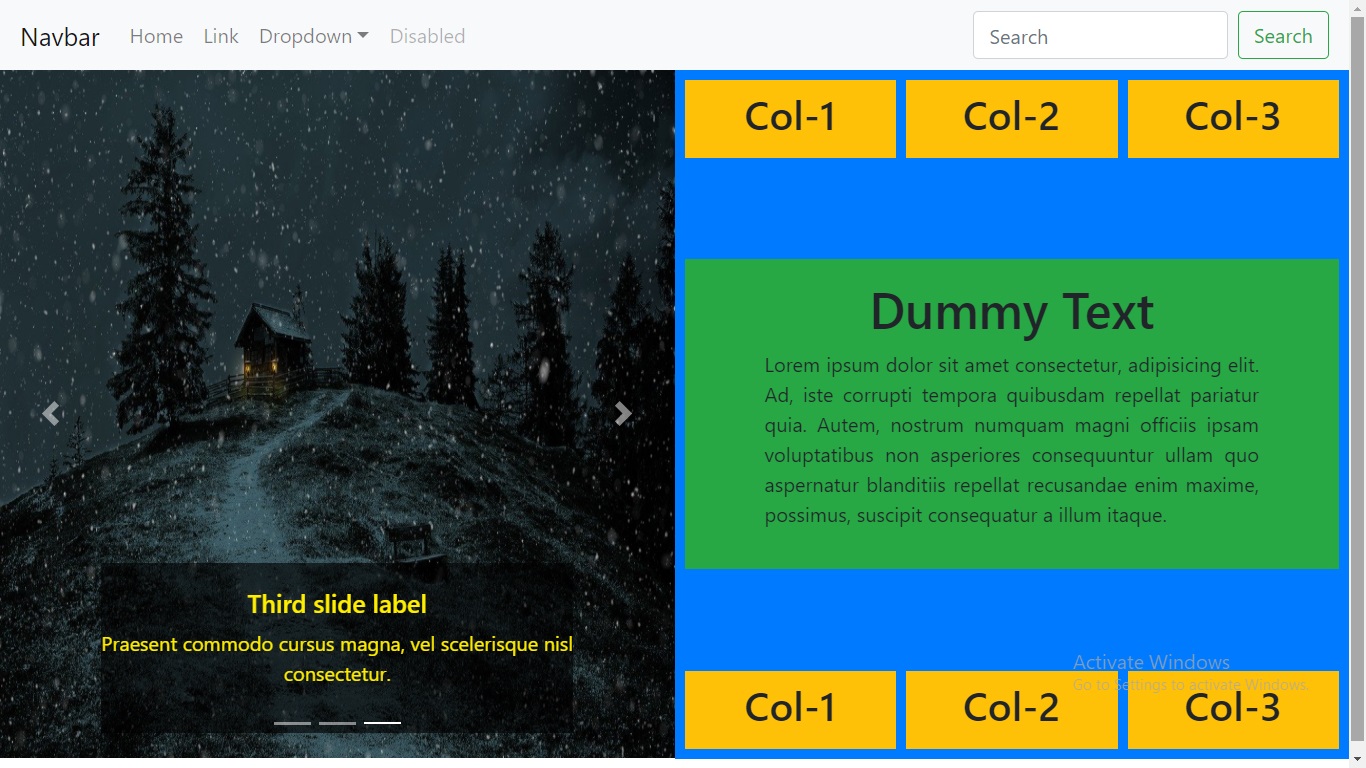 Navbar Home Link Dropdown Disabled Search Search
Third slide label
Praesent commodo cursus magna, vel scelerisque nisl
consectetur.
Col-1 Col-2 Col-3
Dummy Text
Lorem ipsum dolor sit amet consectetur, adipisicing elit.
Ad, iste corrupti tempora quibusdam repellat pariatur
quia. Autem, nostrum numquam magni officiis ipsam
voluptatibus non asperiores consequuntur ullam quo
aspernatur blanditiis repellat recusandae enim maxime,
possimus, suscipit consequatur a illum itaque.
Activate Windows
Go to Settings to activate Windows.
Col-1 Col-2 Col-3